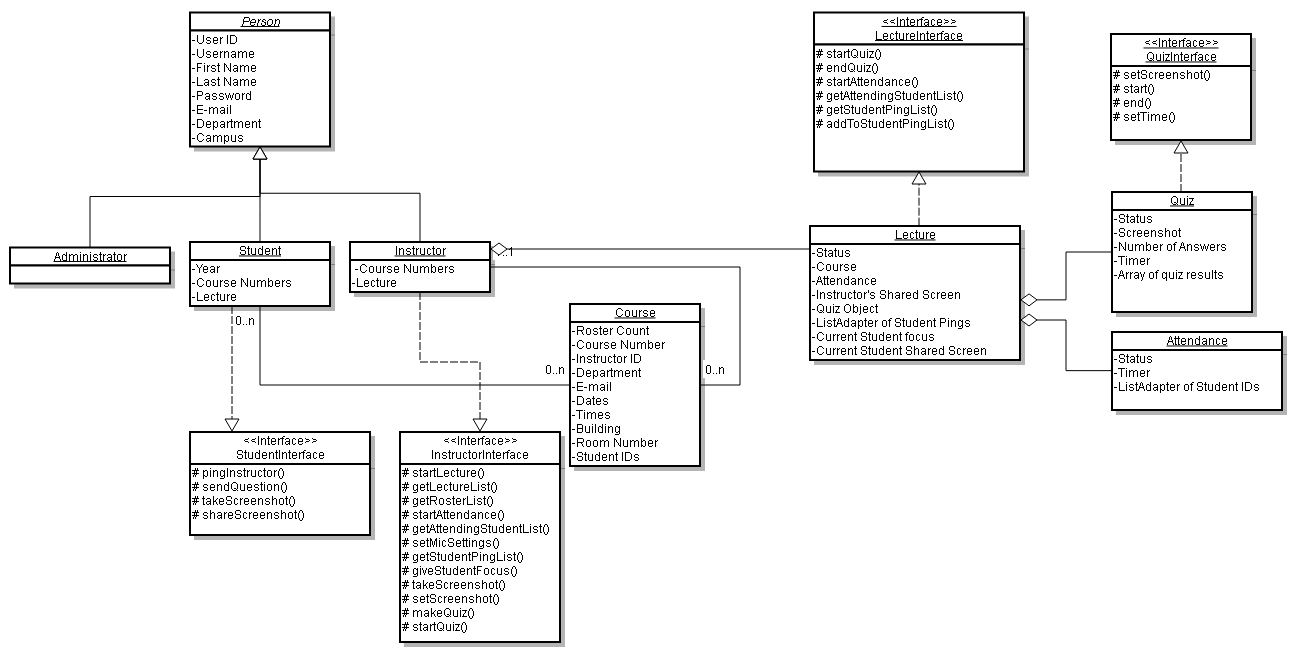 Person
-User ID
-Username
-First Name
-Last Name
-Password
-E-mail
-Department
-Campus
<<Interface>>
LectureInterface
# startQuiz()
# endQuiz()
# startAttendance()
# getAttendingStudentList()
# getStudentPingList()
# addToStudentPingList()
<<Interface>>
QuizInterface
# setScreenshot()
# start()
# end()
# setTime()
Administrator
Student
-Year
-Course Numbers
-Lecture
0..n
Instructor
-Course Numbers
-Lecture
..1
Course
-Roster Count
-Course Number
-Instructor ID
-Department
-E-mail
-Dates
-Times
-Building
-Room Number
-Student IDs
0..n
0..n
Lecture
-Status
-Course
-Attendance
-Instructor's Shared Screen
-Quiz Object
-ListAdapter of Student Pings
-Current Student focus
-Current Student Shared Screen
Quiz
-Status
-Screenshot
-Number of Answers
-Timer
-Array of quiz results
Attendance
-Status
-Timer
-ListAdapter of Student IDs
<<Interface>>
StudentInterface
# pingInstructor()
# sendQuestion()
# takeScreenshot()
# shareScreenshot()
<<Interface>>
InstructorInterface
# startLecture()
# getLectureList()
# getRosterList()
# startAttendance()
# getAttendingStudentList()
# setMicSettings()
# getStudentPingList()
# giveStudentFocus()
# takeScreenshot()
# setScreenshot()
# makeQuiz()
# startQuiz()